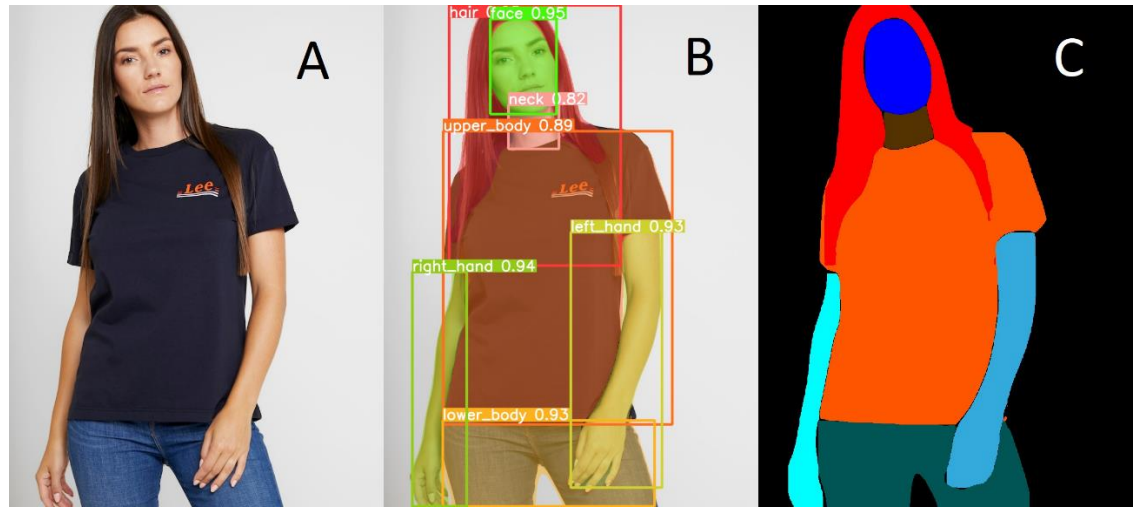 A
Lee
B
hair
face 0.95
neck 0.82
upper_body 0.89
Lee
left_hand 0.93
right_hand 0.94
lower_body 0.93
C